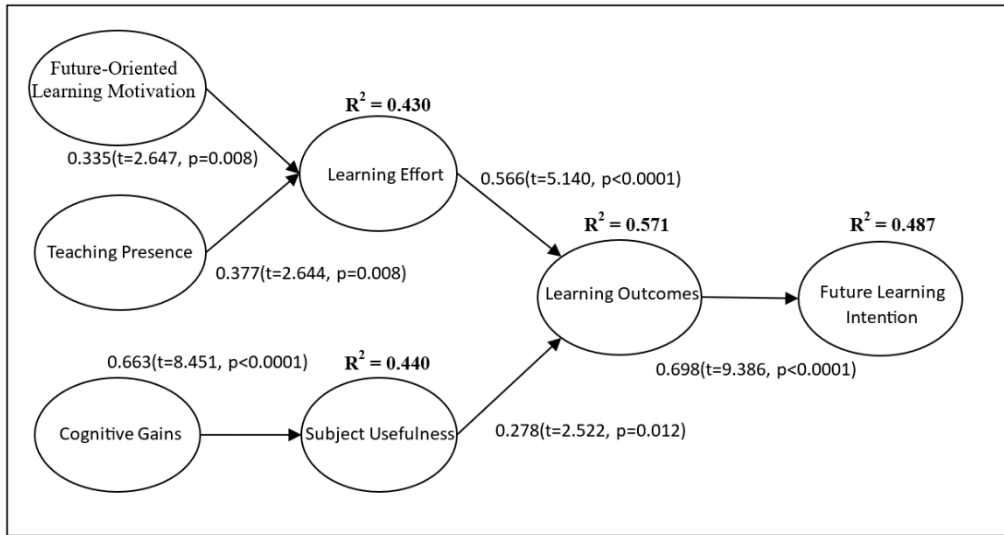 Future-Oriented
Learning Motivation
0.335(t=2.647, p=0.008)
R² = 0.430
Learning Effort
Teaching Presence
0.377(t=2.644, p=0.008)
0.566(t=5.140, p<0.0001)
R² = 0.571
Learning Outcomes
R² = 0.487
Future Learning
Intention
0.698(t=9.386, p<0.0001)
0.663(t=8.451, p<0.0001)
R² = 0.440
Cognitive Gains
Subject Usefulness
0.278(t=2.522, p=0.012)